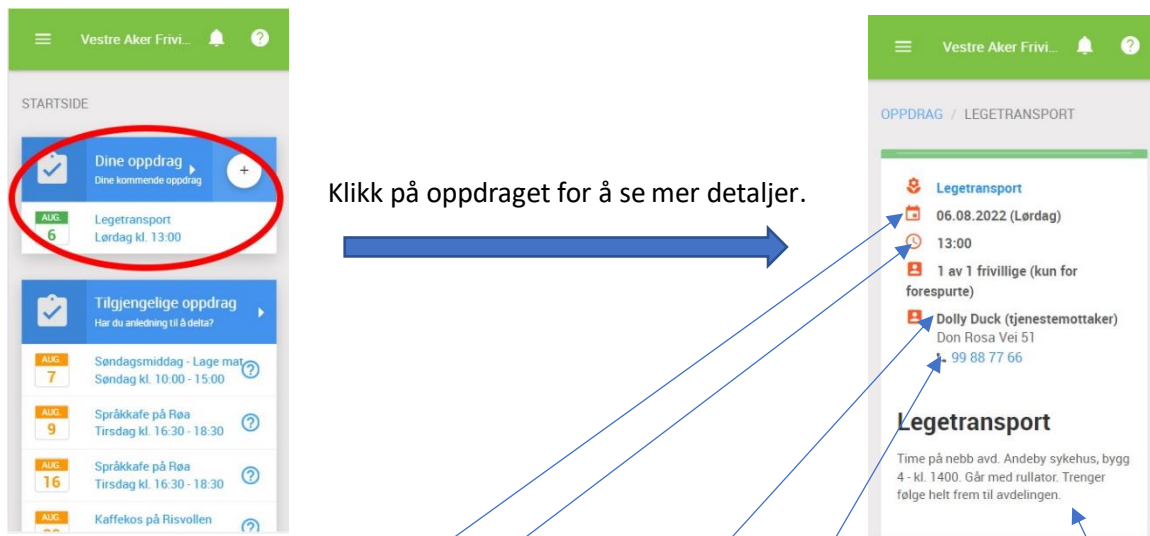 Vestre Aker Frivi...
STARTSIDE
Dine oppdrag
Dine kommende oppdrag
+
AUG.
6
Legetransport
Lørdag kl. 13:00
Tilgjengelige oppdrag
Har du anledning til å delta?
AUG.
7
Søndagsmiddag - Lage mat
Søndag kl. 10:00 - 15:00
AUG.
9
Språkkafe på Røa
Tirsdag kl. 16:30 - 18:30
AUG.
16
Språkkafe på Røa
Tirsdag kl. 16:30 - 18:30
AUG.
Kaffekos på Risvollen
Klikk på oppdraget for å se mer detaljer.
Vestre Aker Frivi...
OPPDRAG / LEGETRANSPORT
Legetransport
06.08.2022 (Lørdag)
13:00
1 av 1 frivillige (kun for
forespurte)
Dolly Duck (tjenestemottaker)
Don Rosa Vei 51
99 88 77 66
Legetransport
Time på nebb avd. Andeby sykehus, bygg
4 - kl. 1400. Går med rullator. Trenger
følge helt frem til avdelingen.